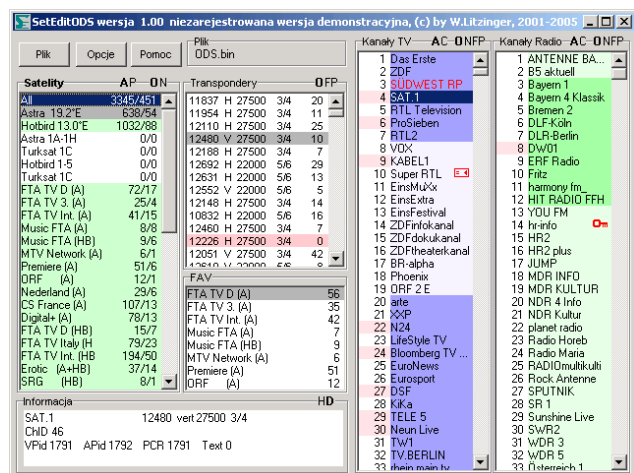 SetEditODS wersja 1.00 niezarejestrowana wersja demonstracyjna, (c) by W.Litzinger, 2001-2005
Plik Opcje Pomoc
Plik
ODS.bin
Satelity A P O N
All 3345/451
Astra 19.2°E 638/54
Hotbird 13.0°E 1032/88
Astra 1A-1H 0/0
Turksat 1C 0/0
Hotbird 1-5 0/0
Turksat 1C 0/0
FTA TV D (A) 72/17
FTA TV 3. (A) 25/4
FTA TV Int. (A) 41/15
Music FTA (A) 8/8
Music FTA (HB) 9/6
MTV Network (A) 6/1
Premiere (A) 51/6
ORF (A) 12/1
Nederland (A) 29/6
CS France (A) 107/13
Digital+ (A) 78/13
FTA TV D (HB) 15/7
FTA TV Italy (H 79/23
FTA TV Int. (HB 194/50
Erotic (A+HB) 37/14
SRG (HB) 8/1
Transpondery O F P
11837 H 27500 3/4 20
11954 H 27500 3/4 11
12110 H 27500 3/4 25
12480 V 27500 3/4 10
12188 H 27500 3/4 7
12692 H 22000 5/6 29
12631 H 22000 5/6 13
12552 V 22000 5/6 5
12148 H 27500 3/4 14
10832 H 22000 5/6 16
12460 H 27500 3/4 7
12226 H 27500 3/4 0
12051 V 27500 3/4 42
FAV
FTA TV D (A) 56
FTA TV 3. (A) 35
FTA TV Int. (A) 42
Music FTA (A) 7
Music FTA (HB) 9
MTV Network (A) 6
Premiere (A) 51
ORF (A) 12
Informacja H D
SAT.1 12480 vert 27500 3/4
ChID 46
VPid 1791 APid 1792 PCR 1791 Text 0
Kanały TV A C O N F P
1 Das Erste
2 ZDF
3 SÜDWEST RP
4 SAT.1
5 RTL Television
6 ProSieben
7 RTL2
8 VOX
9 KABEL1
10 Super RTL
11 EinsMuXx
12 EinsExtra
13 EinsFestival
14 ZDFinfokanal
15 ZDFdokukanal
16 ZDFtheaterkanal
17 BR-alpha
18 Phoenix
19 ORF 2 E
20 arte
21 XXP
22 N24
23 LifeStyle TV
24 Bloomberg TV ...
25 EuroNews
26 Eurosport
27 DSF
28 KiKa
29 TELE 5
30 Neun Live
31 TW1
32 TV.BERLIN
33 rhein main tv
Kanały Radio A C O N F P
1 ANTENNE BA...
2 B5 aktuell
3 Bayern 1
4 Bayern 4 Klassik
5 Bremen 2
6 DLF-Köln
7 DLR-Berlin
8 DW01
9 ERF Radio
10 Fritz
11 harmony fm_
12 HIT RADIO FFH
13 YOU FM
14 hr-info
15 HR2
16 HR2 plus
17 JUMP
18 MDR INFO
19 MDR KULTUR
20 NDR 4 Info
21 NDR Kultur
22 planet radio
23 Radio Horeb
24 Radio Maria
25 RADIOmultikulti
26 Rock Antenne
27 SPUTNIK
28 SR 1
29 Sunshine Live
30 SWR2
31 WDR 3
32 WDR 5
33 Österreich 1